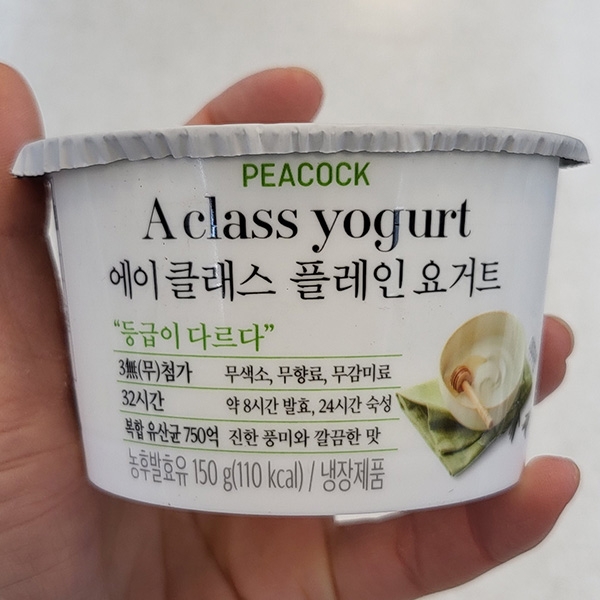 PEACOCK
A class yogurt
에이 클래스 플레인 요거트
“등급이 다르다”
3無(무)첨가 무색소, 무향료, 무감미료
32시간 약 8시간 발효, 24시간 숙성
복합 유산균 750억 진한 풍미와 깔끔한 맛
농후발효유 150 g(110 kcal) / 냉장제품